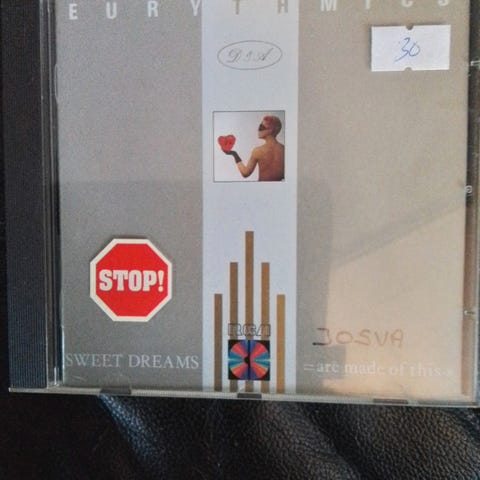 EURYTHMICS
30
D&A
STOP!
RCA
JOSVA
SWEET DREAMS =are made of this=